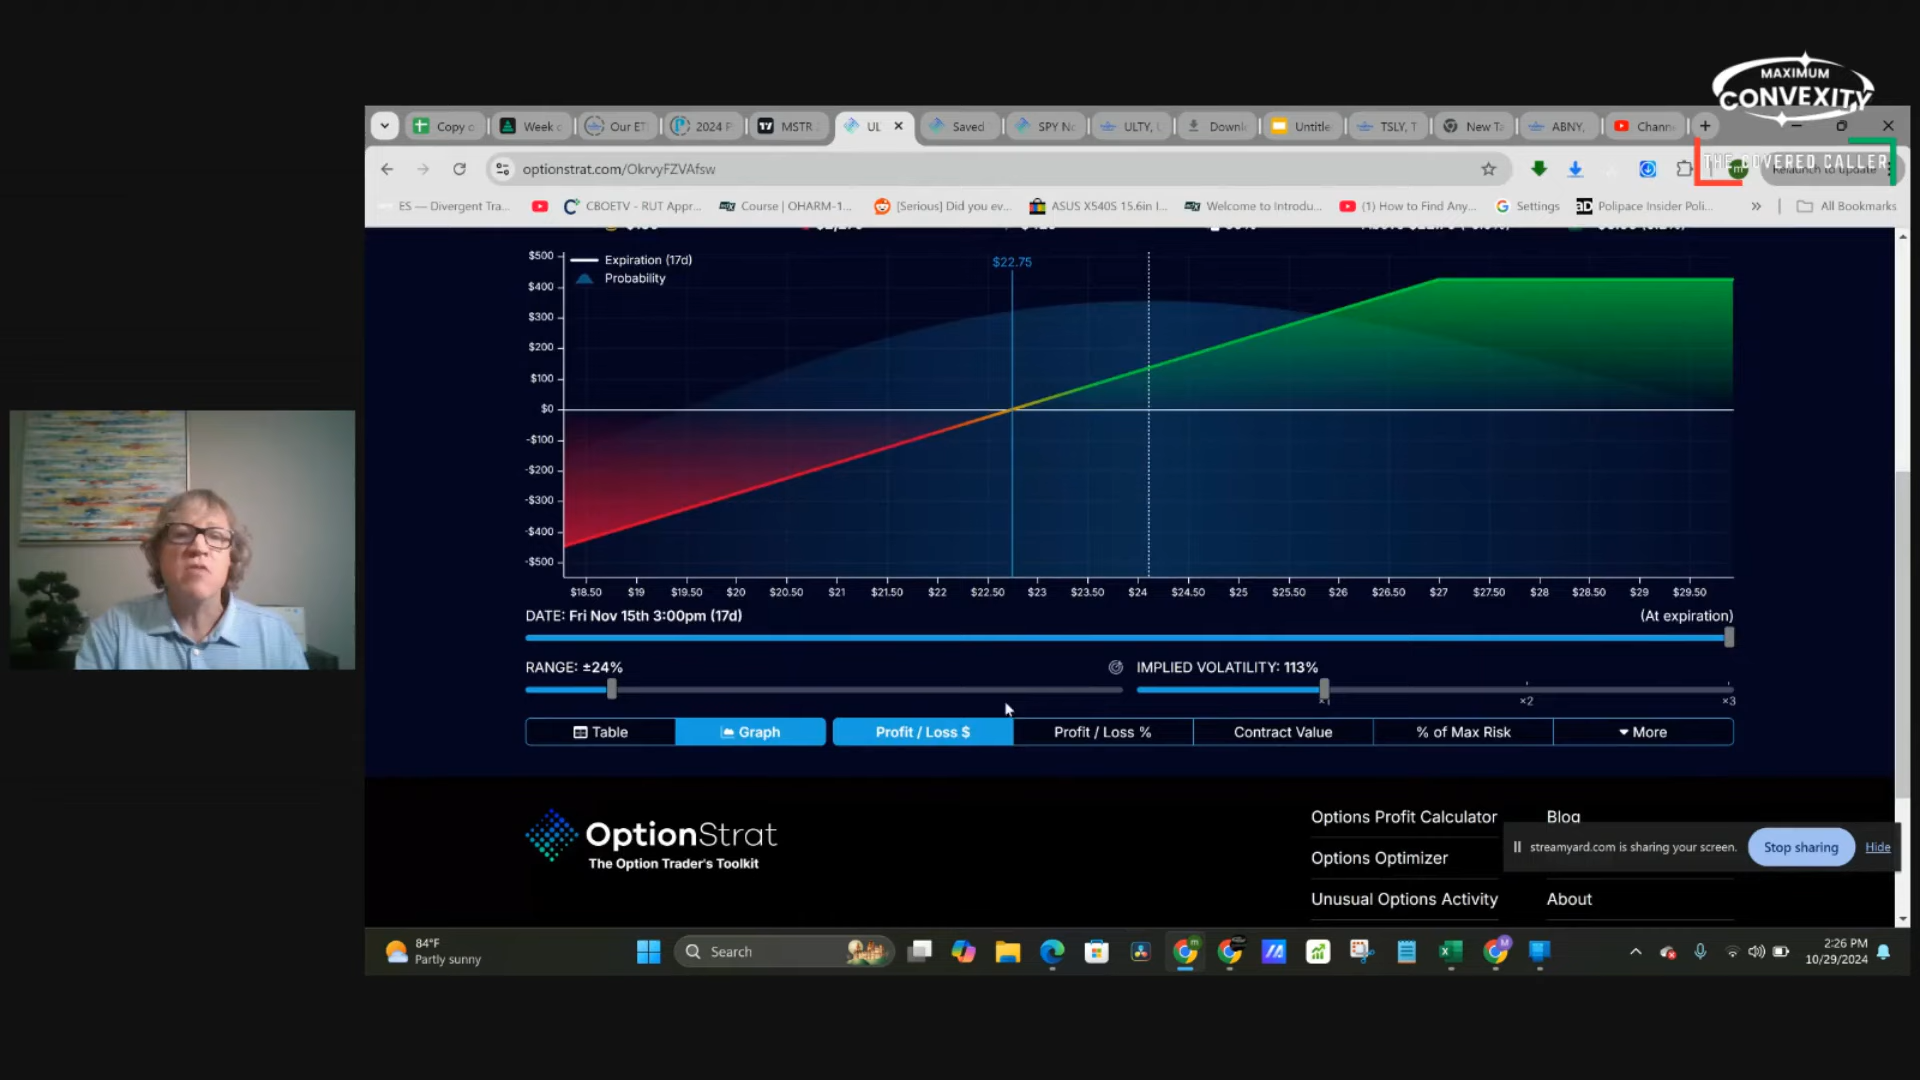 MAXIMUM
CONVEXITY
THE COVERED CALLER
Copy
Week
Our ET
2024
MSTR
UL
Saved
SPY
ULTY,
Downl
Untitle
TSLY, T
New Ta
ABNY,
Chann
optionstrat.com/OkrvyFZVAfsw
Relaunch to update
ES — Divergent Tra...
CBOETV - RUT Appr...
Course | OHARM-1...
[Serious] Did you ev...
ASUS X540S 15.6in l...
Welcome to Introdu...
(1) How to Find Any...
Settings
Polipace Insider Poli...
»
All Bookmarks
Expiration (17d)
Probability
$22.75
$500
$400
$300
$200
$100
$0
-$100
-$200
-$300
-$400
-$500
$18.50 $19 $19.50 $20 $20.50 $21 $21.50 $22 $22.50 $23 $23.50 $24 $24.50 $25 $25.50 $26 $26.50 $27 $27.50 $28 $28.50 $29 $29.50
DATE: Fri Nov 15th 3:00pm (17d)
(At expiration)
RANGE: ±24%
IMPLIED VOLATILITY: 113%
×1 ×2 ×3
Table
Graph
Profit / Loss $
Profit / Loss %
Contract Value
% of Max Risk
More
OptionStrat
The Option Trader's Toolkit
Options Profit Calculator
Blog
Options Optimizer
Unusual Options Activity
About
streamyard.com is sharing your screen.
Stop sharing
Hide
84°F
Partly sunny
Search
2:26 PM
10/29/2024